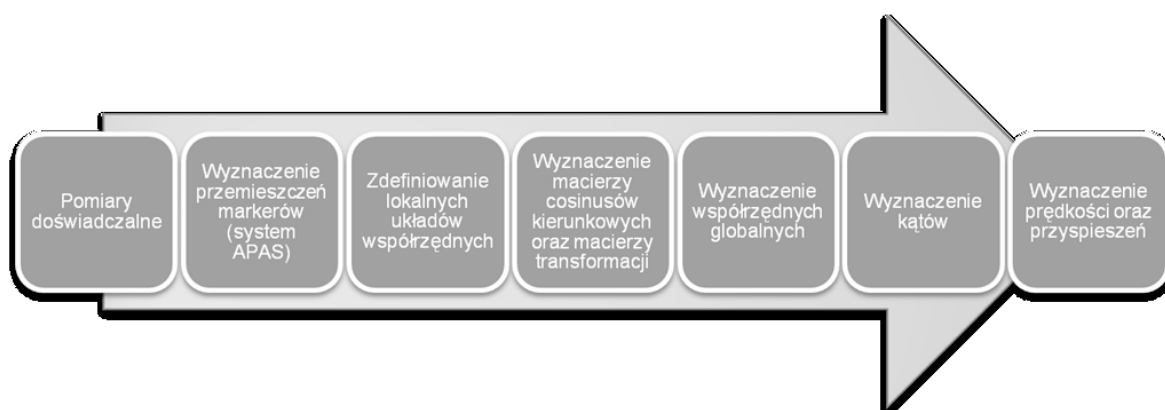 Pomiary
doświadczalne
Wyznaczenie
przemieszczeń
markerów
(system
APAS)
Zdefiniowanie
lokalnych
układów
współrzędnych
Wyznaczenie
macierzy
cosinusów
kierunkowych
oraz macierzy
transformacji
Wyznaczenie
współrzędnych
globalnych
Wyznaczenie
kątów
Wyznaczenie
prędkości oraz
przyspieszeń